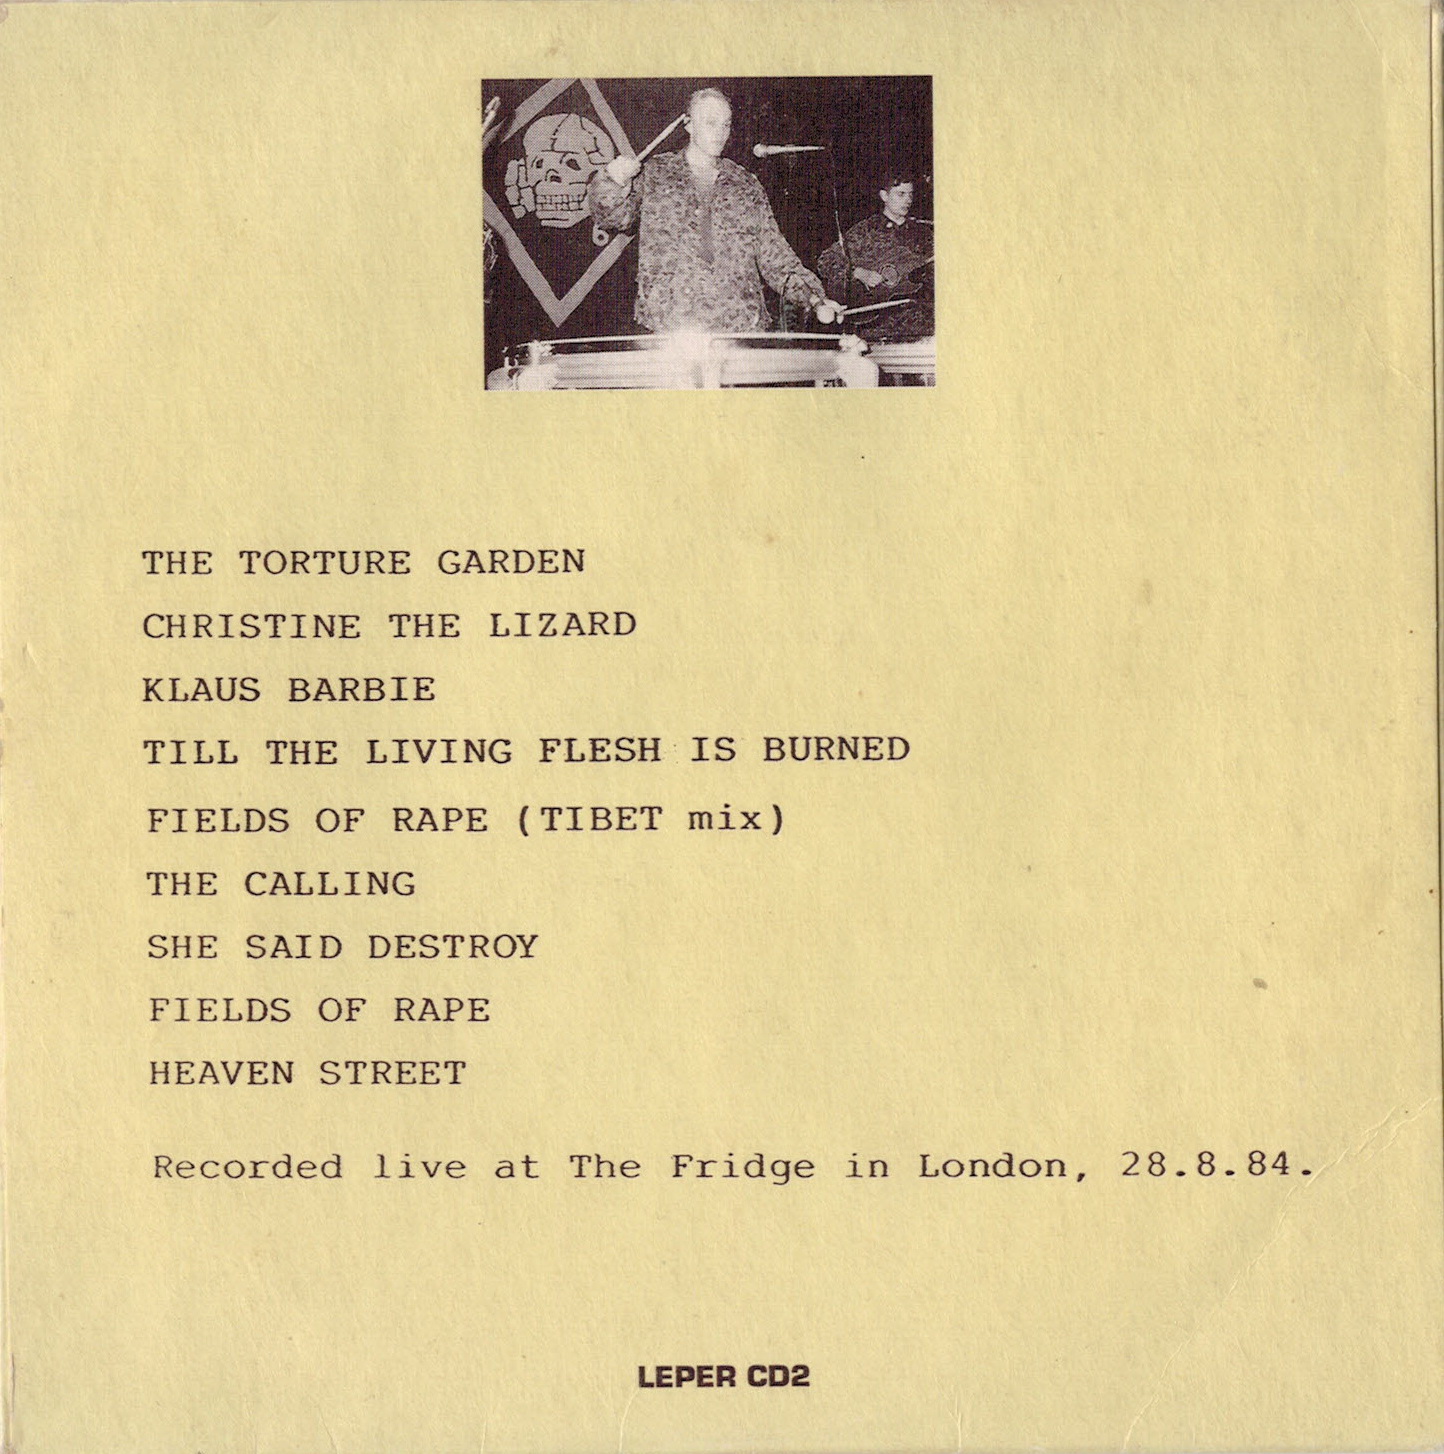 THE TORTURE GARDEN
CHRISTINE THE LIZARD
KLAUS BARBIE
TILL THE LIVING FLESH IS BURNED
FIELDS OF RAPE (TIBET mix)
THE CALLING
SHE SAID DESTROY
FIELDS OF RAPE
HEAVEN STREET
Recorded live at The Fridge in London, 28.8.84.
LEPER CD2